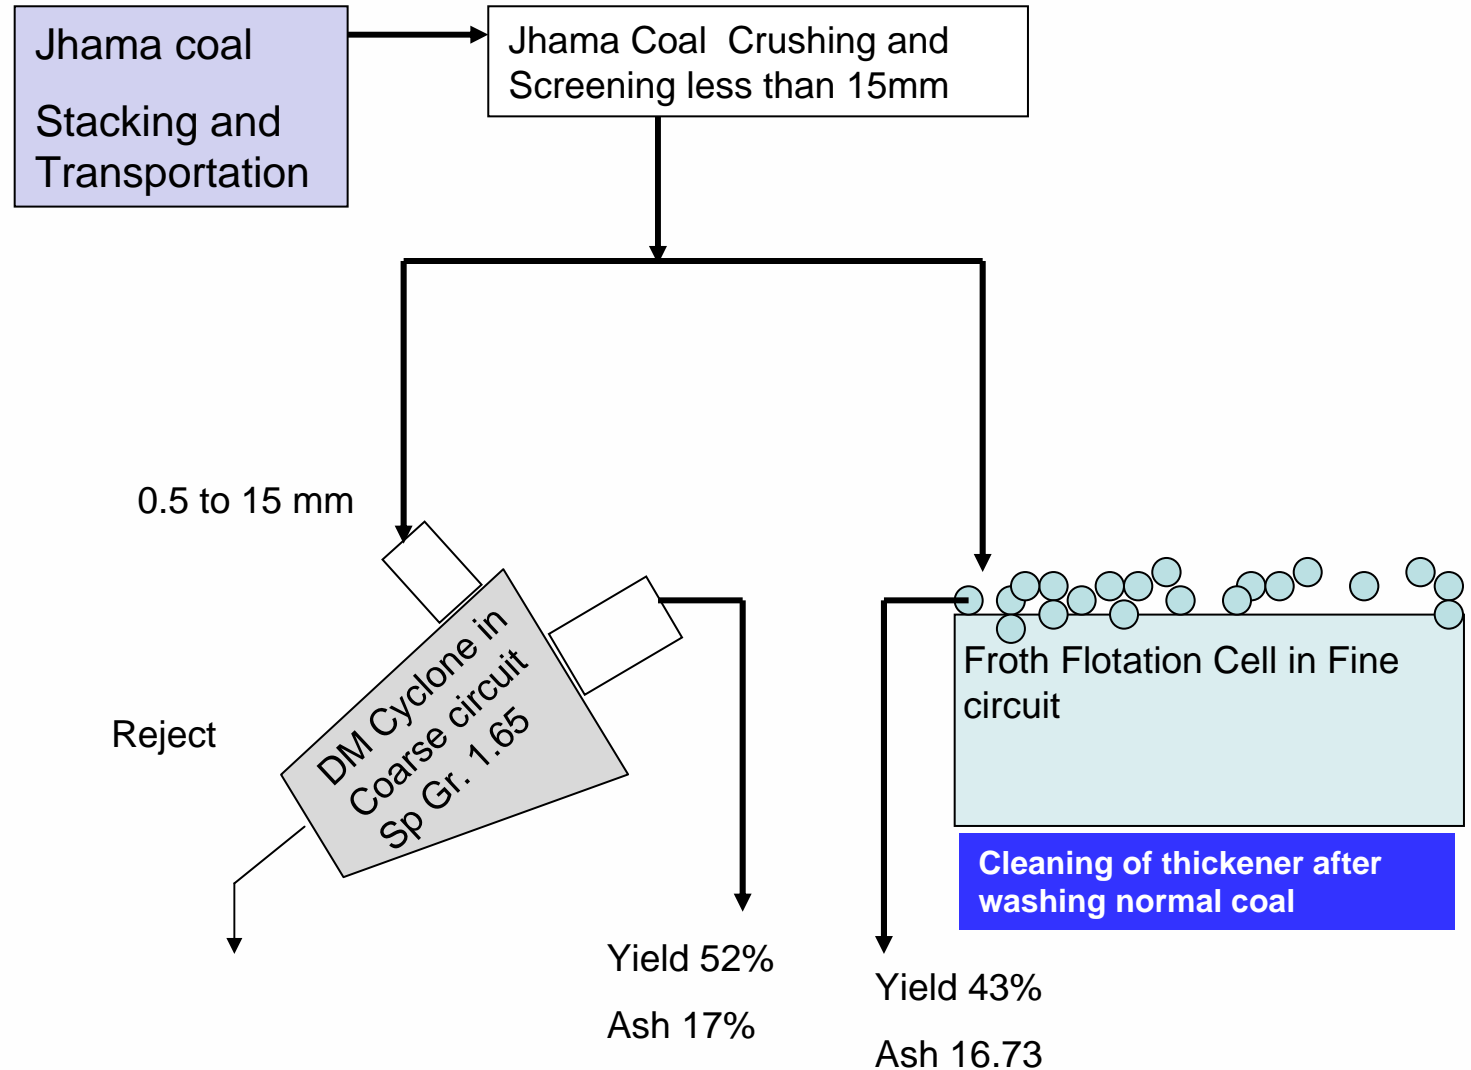 Jhama coal
Stacking and
Transportation
Jhama Coal  Crushing and
Screening less than 15mm
0.5 to 15 mm
Reject
DM Cyclone in
Coarse circuit
Sp Gr. 1.65
Froth Flotation Cell in Fine
circuit
Cleaning of thickener after
washing normal coal
Yield 52%
Ash 17%
Yield 43%
Ash 16.73